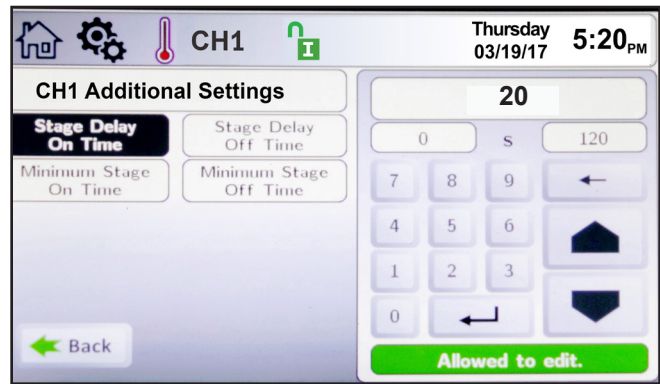 CH1
I
Thursday
03/19/17
5:20 PM
CH1 Additional Settings
Stage Delay
On Time
Stage Delay
Off Time
Minimum Stage
On Time
Minimum Stage
Off Time
Back
20
0 s 120
7 8 9
4 5 6
1 2 3
0
Allowed to edit.